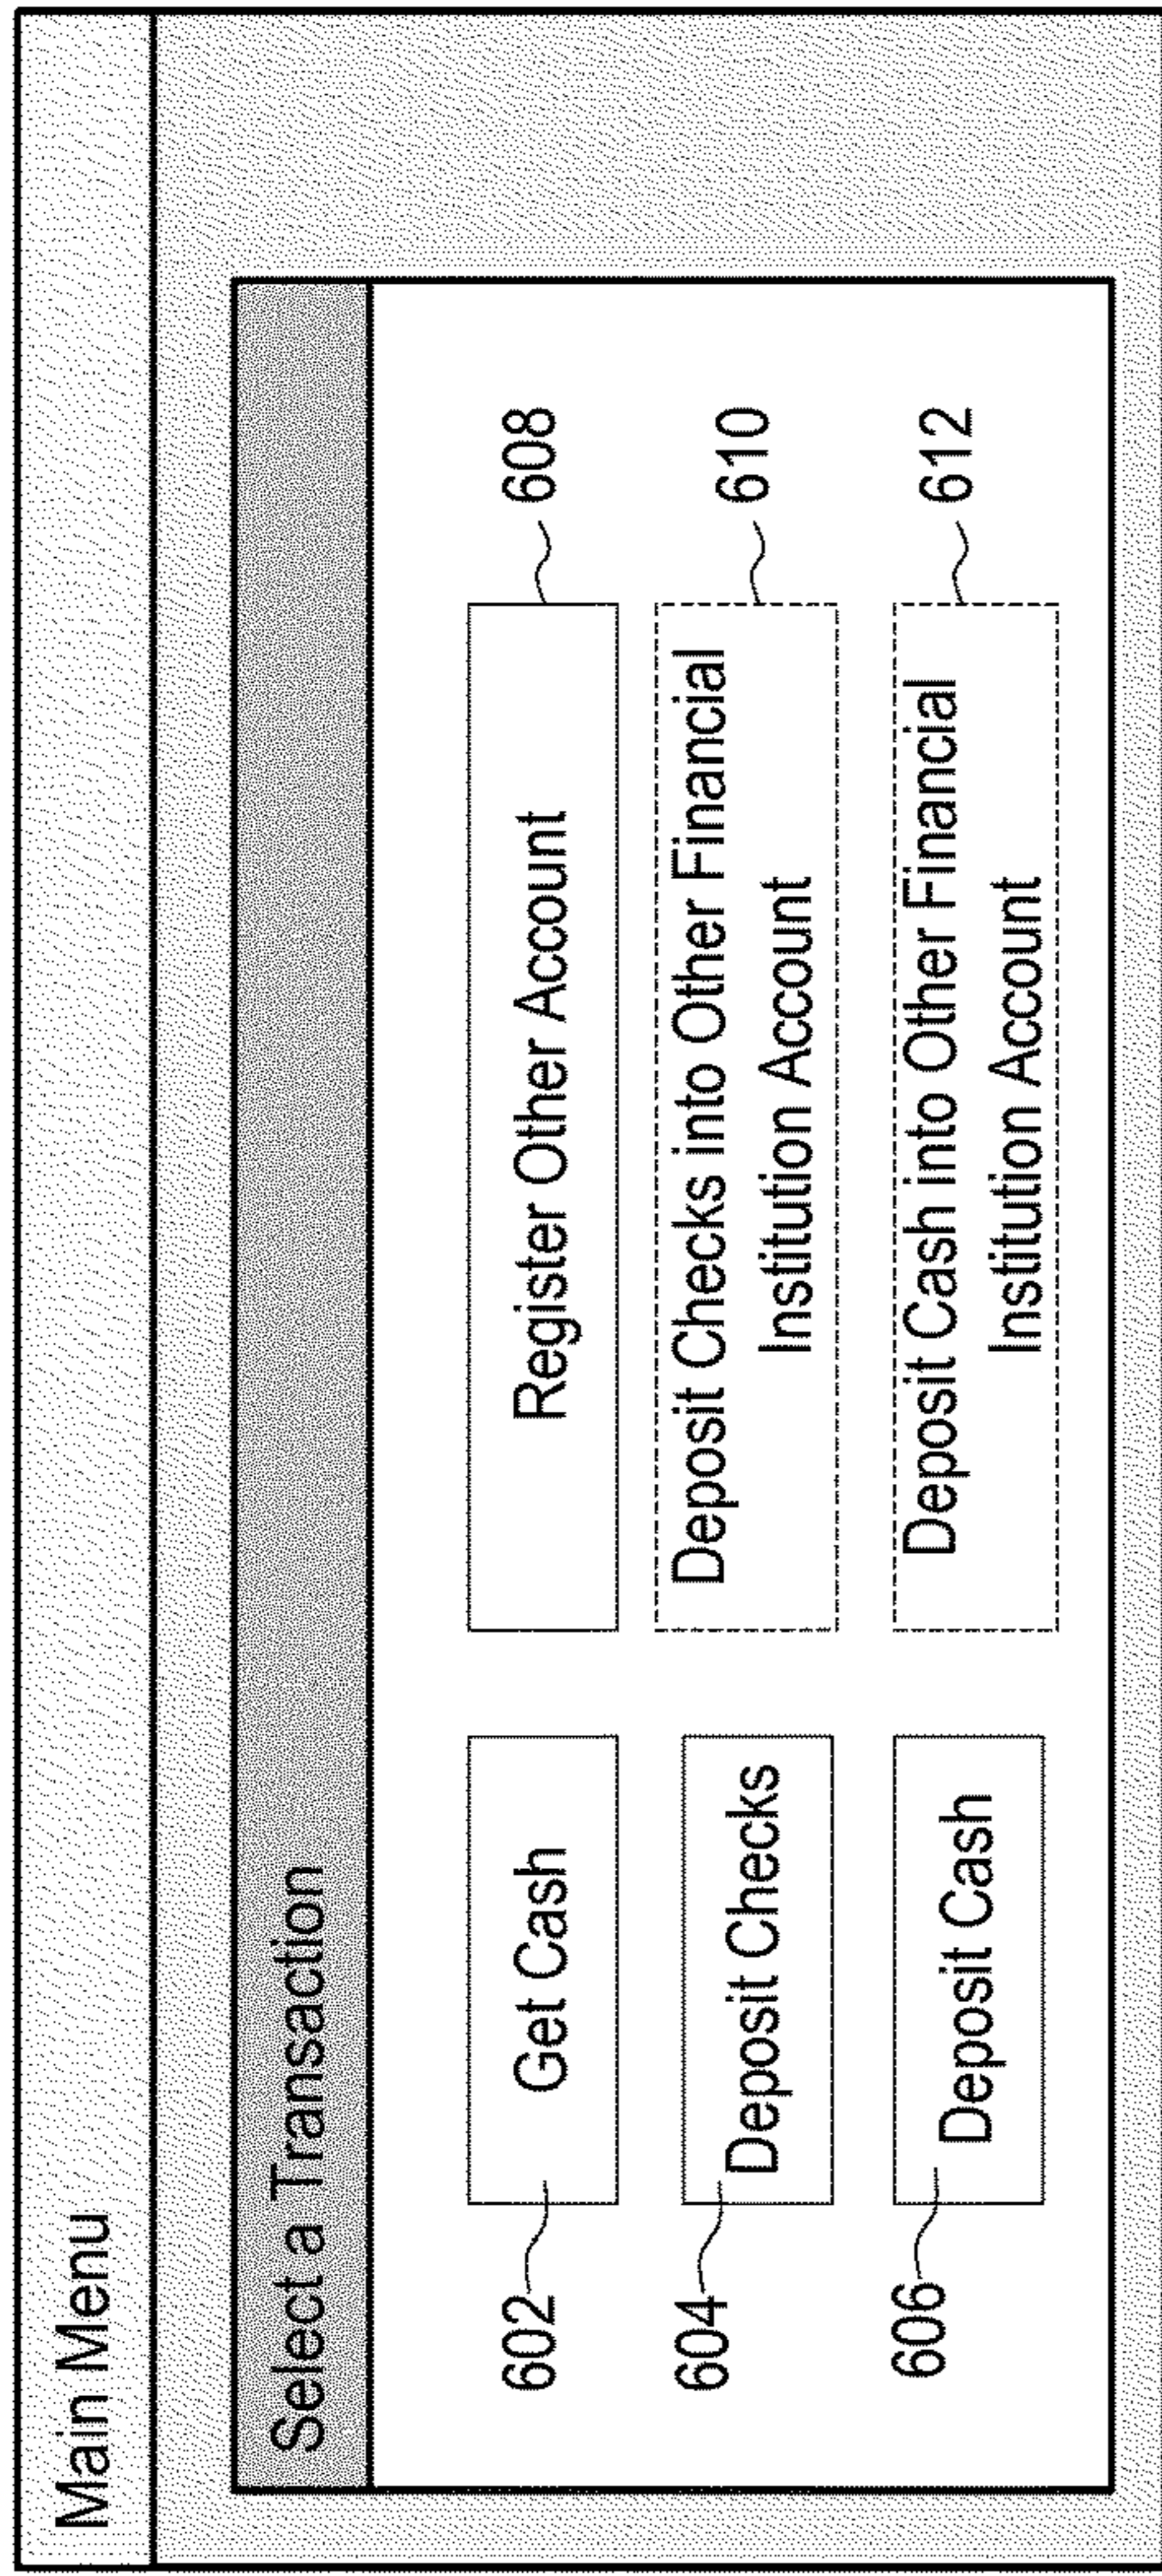 Main Menu
Select a Transaction
602
Get Cash
Register Other Account
608
604
Deposit Checks
Deposit Checks into Other Financial
Institution Account
610
606
Deposit Cash
Deposit Cash into Other Financial
Institution Account
612